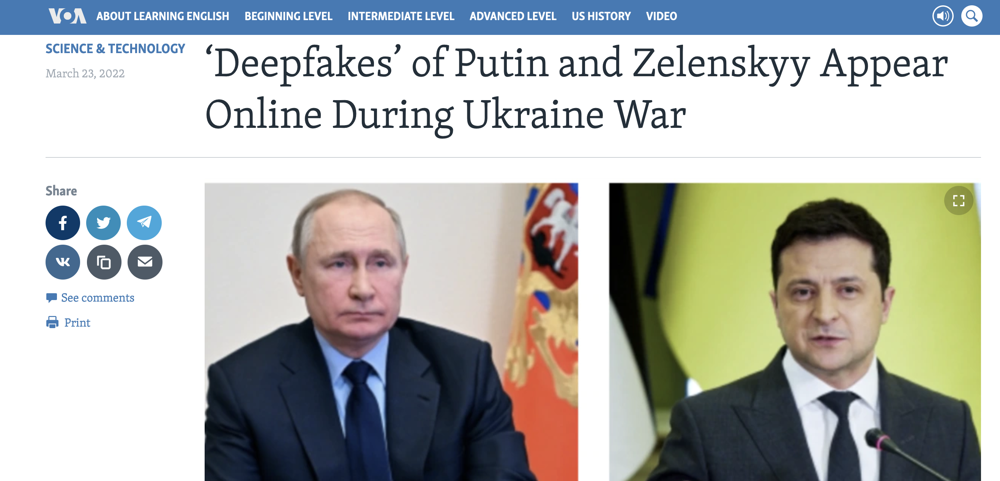 VOA ABOUT LEARNING ENGLISH BEGINNING LEVEL INTERMEDIATE LEVEL ADVANCED LEVEL US HISTORY VIDEO
SCIENCE & TECHNOLOGY
March 23, 2022
‘Deepfakes’ of Putin and Zelenskyy Appear
Online During Ukraine War
Share
See comments
Print